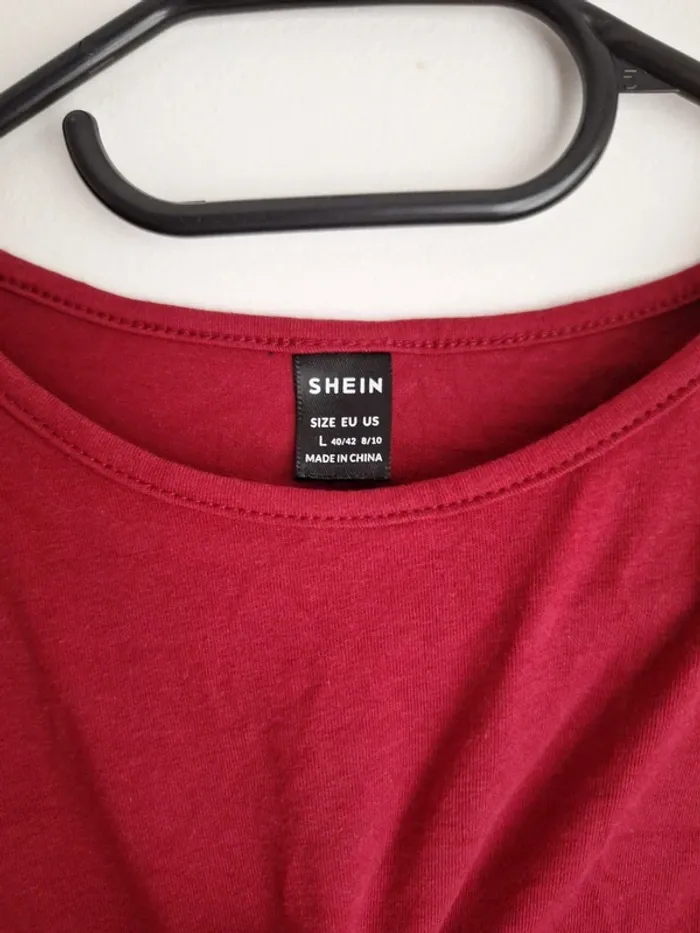 SHEIN
SIZE EU US
L 40/42 8/10
MADE IN CHINA